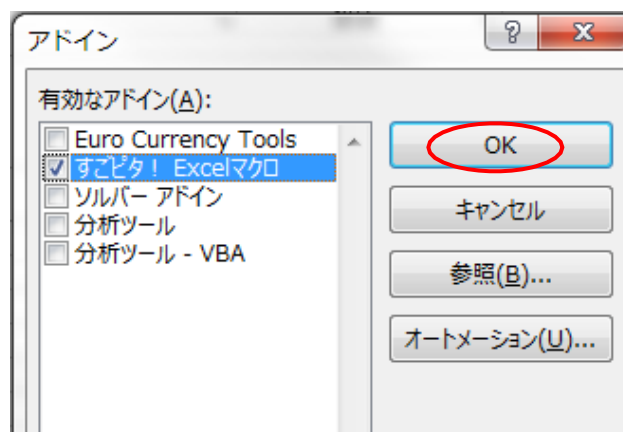 アドイン
有効なアドイン(A):
Euro Currency Tools
すごピタ! Excelマクロ
ソルバー アドイン
分析ツール
分析ツール - VBA
OK
キャンセル
参照(B)...
オートメーション(U)...